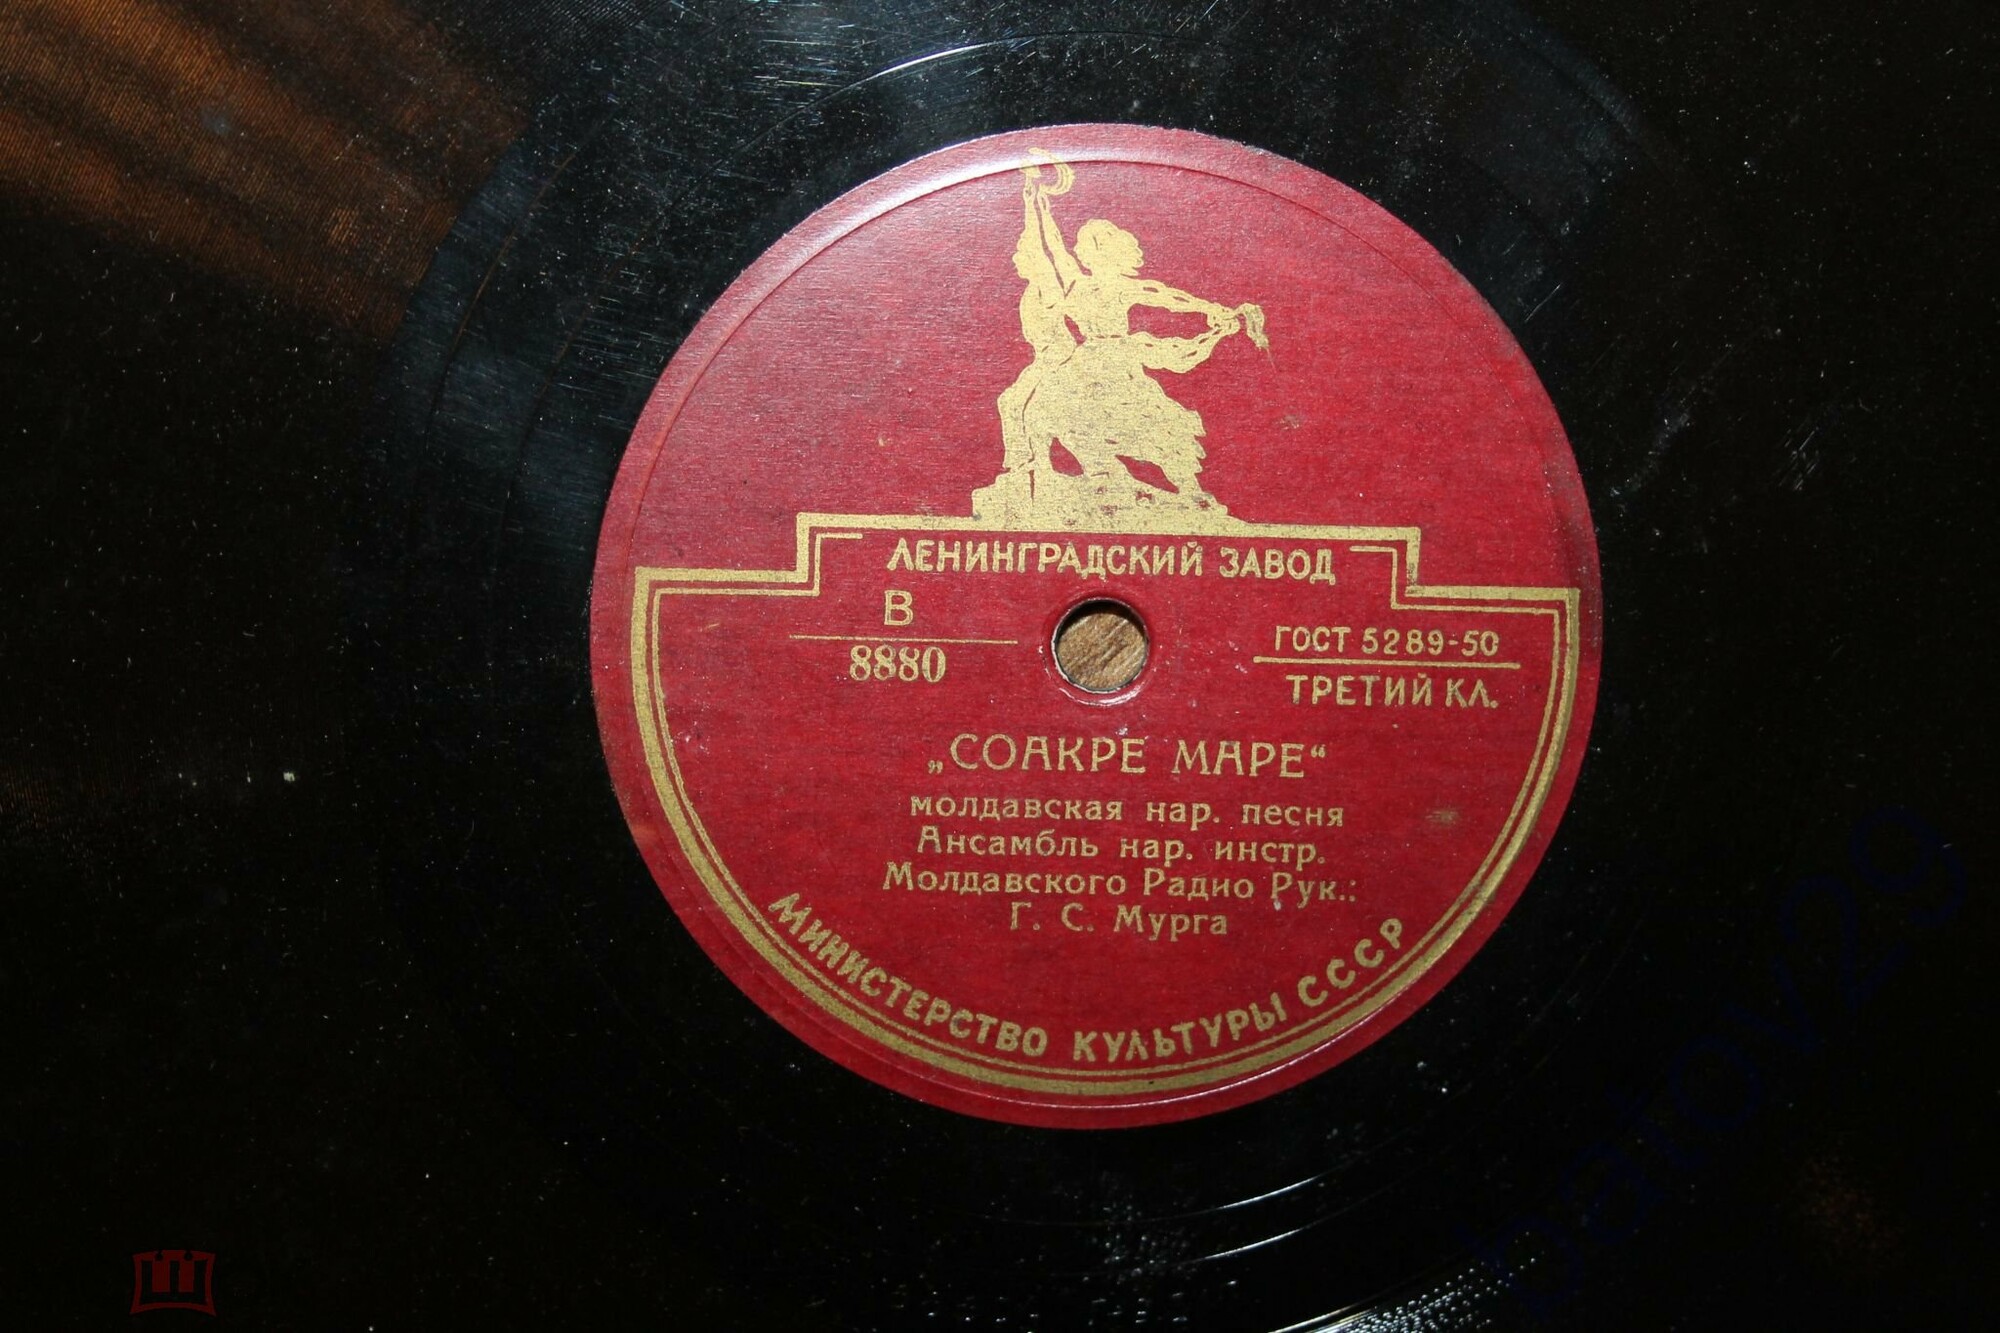 ЛЕНИНГРАДСКИЙ ЗАВОД
В
8880
ГОСТ 5289-50
ТРЕТИЙ КЛ.
„СОАКРЕ МАРЕ“
молдавская нар. песня
Ансамбль нар. инстр.
Молдавского Радио Рук.:
Г. С. Мурга
МИНИСТЕРСТВО КУЛЬТУРЫ СССР